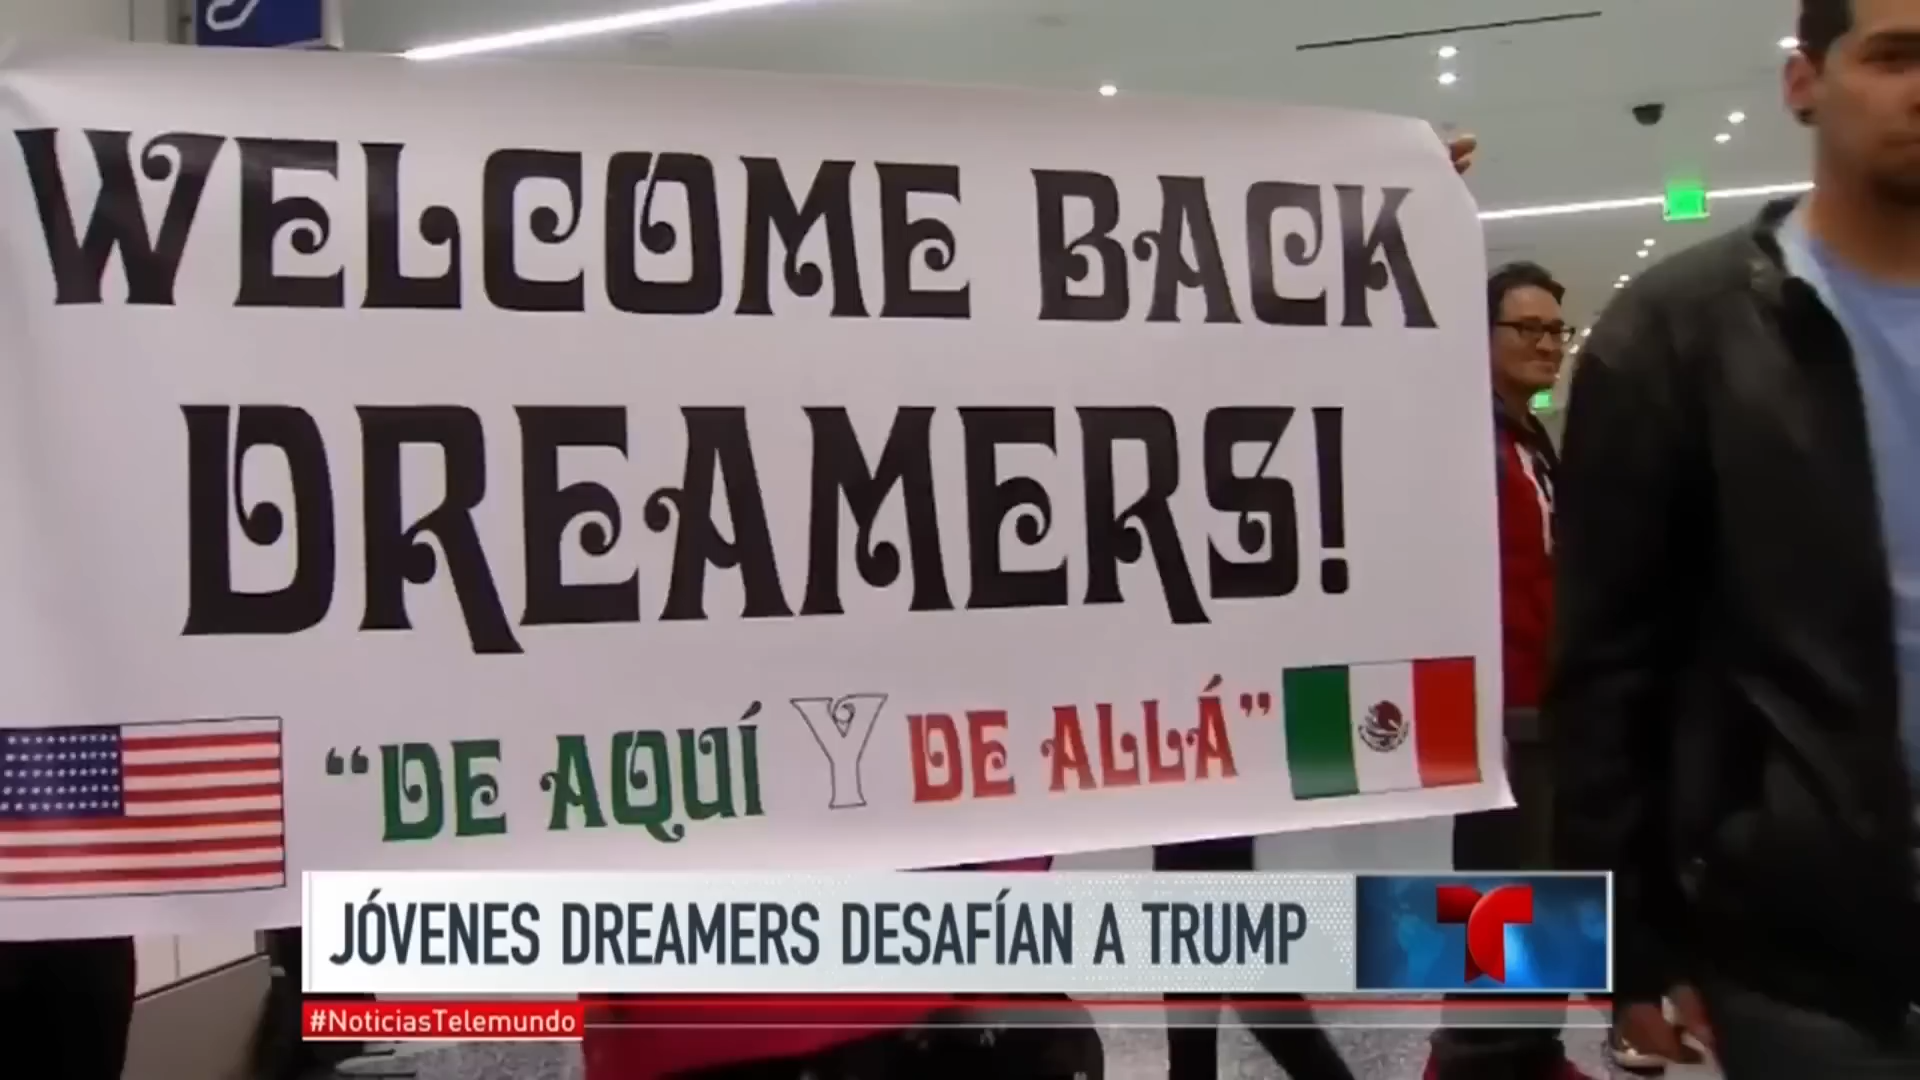 WELCOME BACK
DREAMERS!
“DE AQUÍ Y DE ALLÁ”
JÓVENES DREAMERS DESAFÍAN A TRUMP
#NoticiasTelemundo